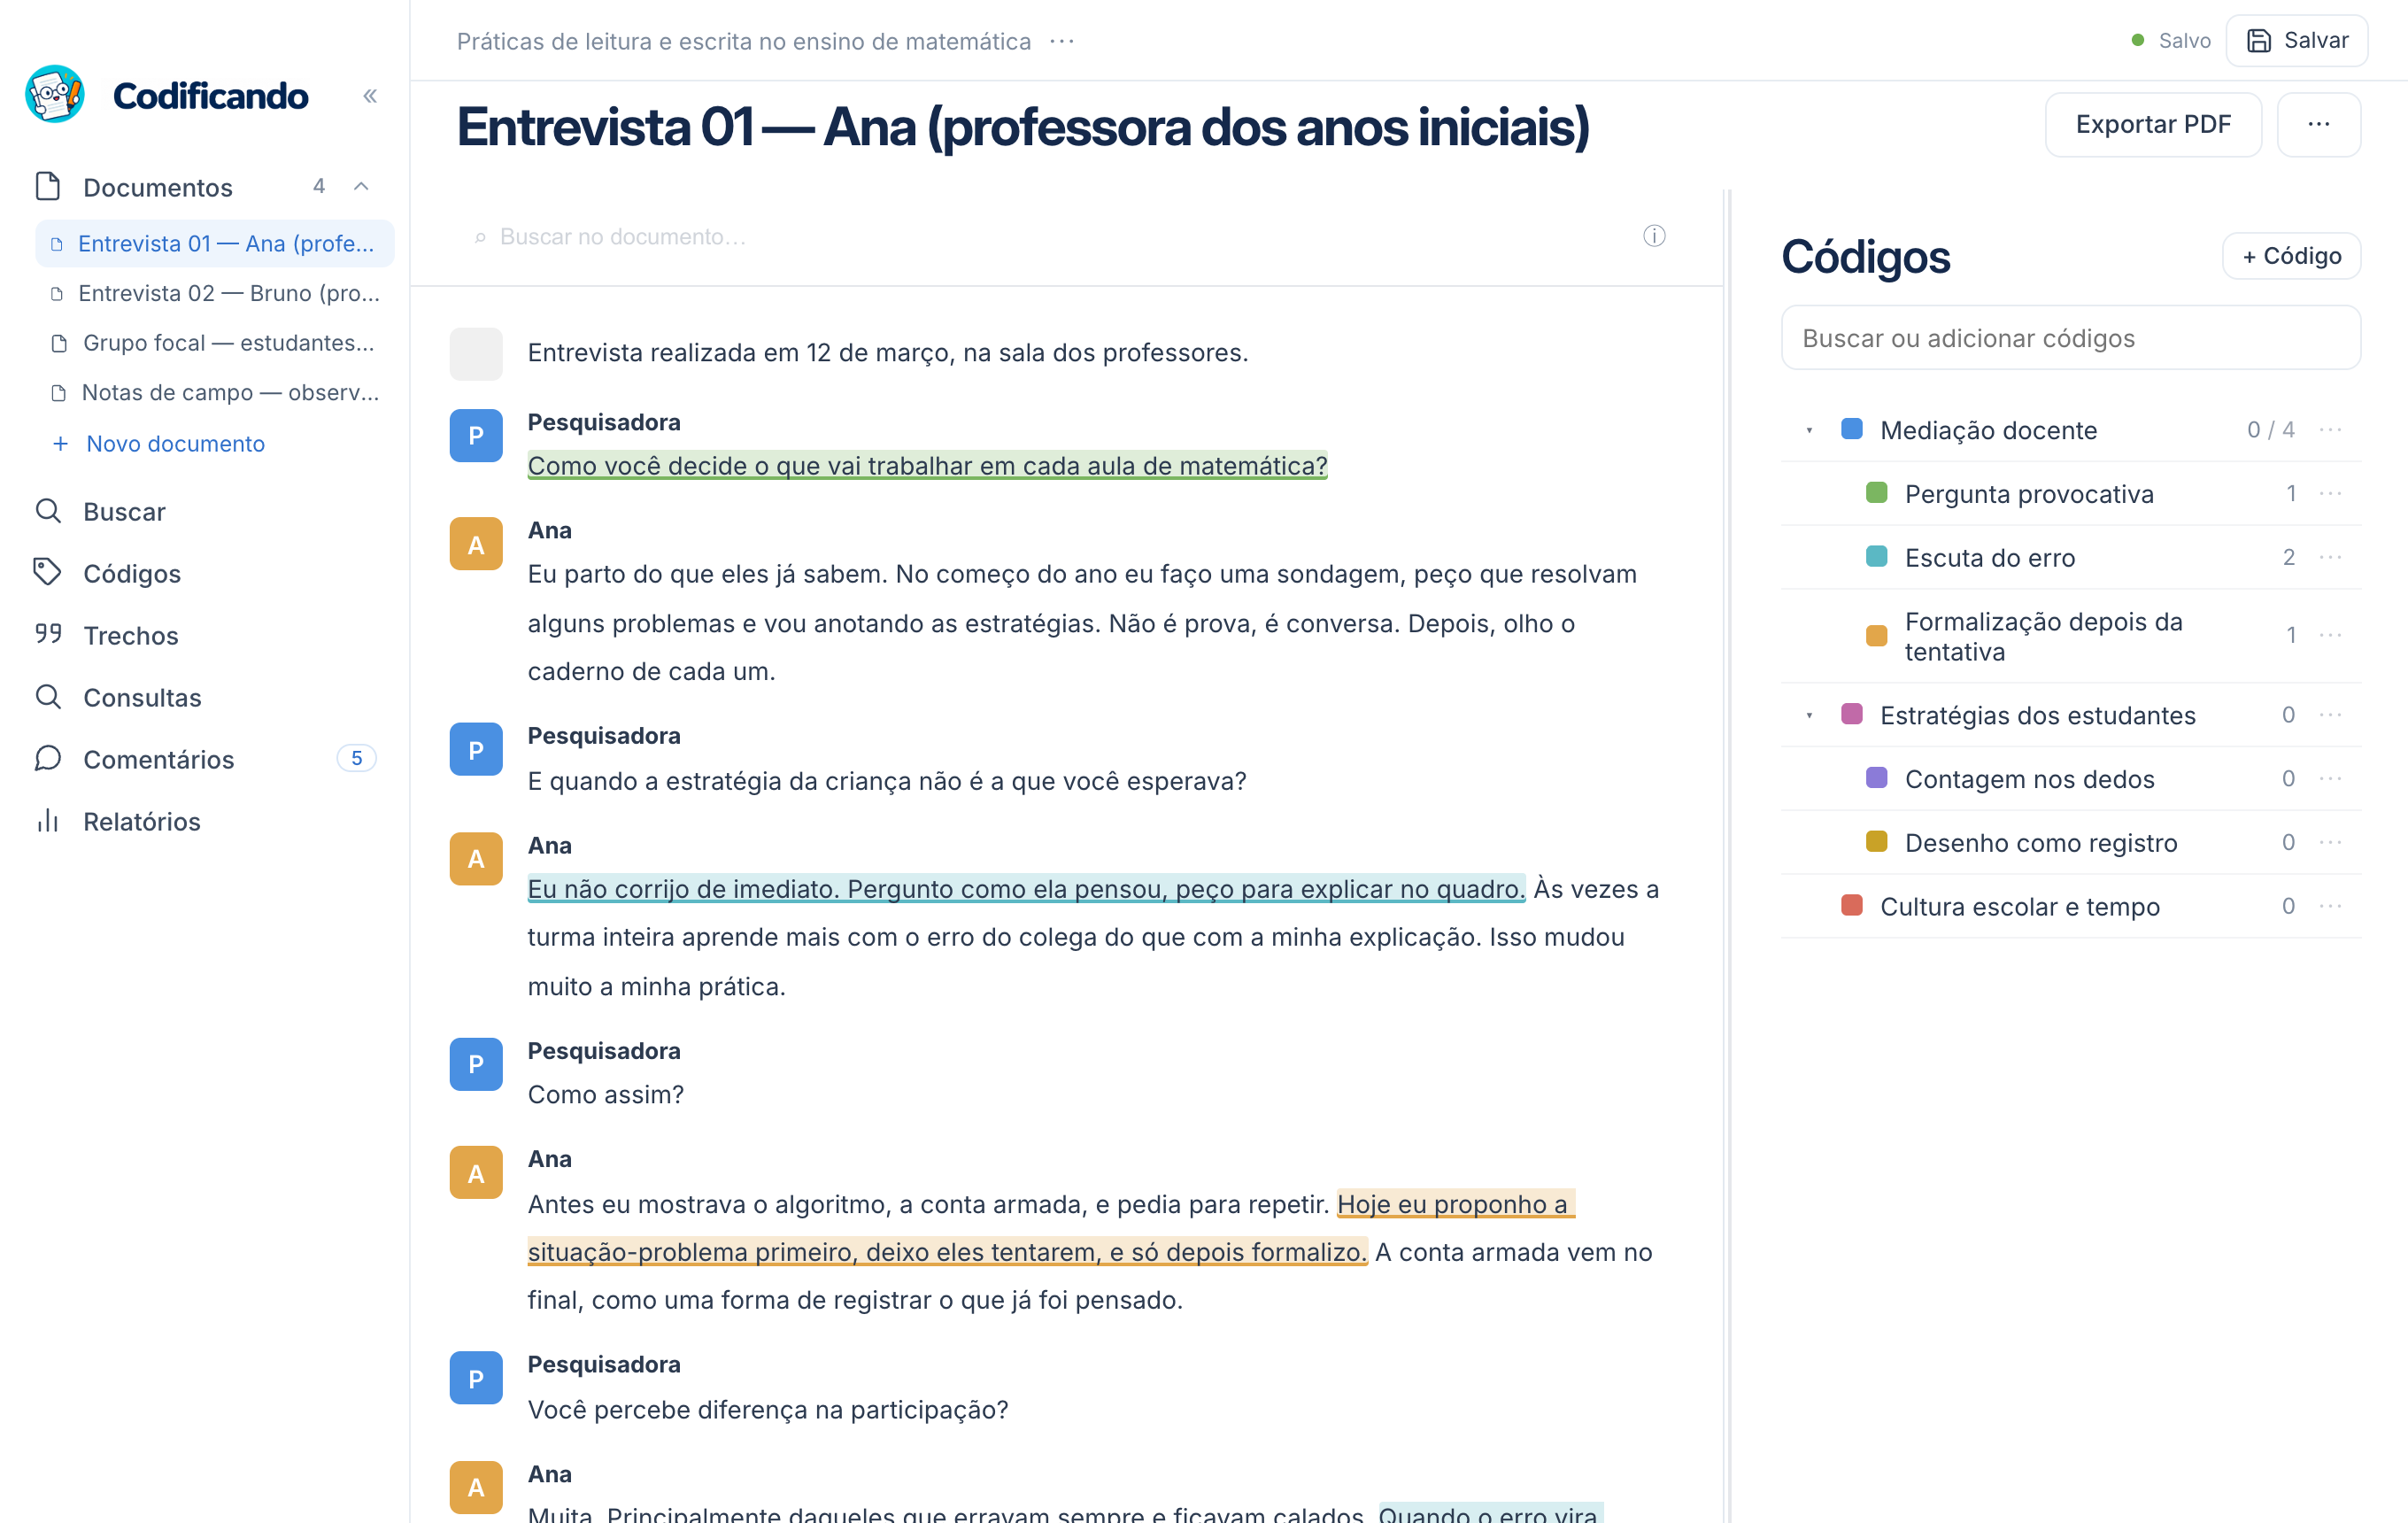 Codificando
«
Documentos 4
Entrevista 01 — Ana (profe...
Entrevista 02 — Bruno (pro...
Grupo focal — estudantes...
Notas de campo — observ...
+ Novo documento
Buscar
Códigos
Trechos
Consultas
Comentários 5
Relatórios
Práticas de leitura e escrita no ensino de matemática ···
Salvo
Salvar
Entrevista 01 — Ana (professora dos anos iniciais)
Exportar PDF
···
Buscar no documento…
Entrevista realizada em 12 de março, na sala dos professores.
P
Pesquisadora
Como você decide o que vai trabalhar em cada aula de matemática?
A
Ana
Eu parto do que eles já sabem. No começo do ano eu faço uma sondagem, peço que resolvam
alguns problemas e vou anotando as estratégias. Não é prova, é conversa. Depois, olho o
caderno de cada um.
P
Pesquisadora
E quando a estratégia da criança não é a que você esperava?
A
Ana
Eu não corrijo de imediato. Pergunto como ela pensou, peço para explicar no quadro. Às vezes a
turma inteira aprende mais com o erro do colega do que com a minha explicação. Isso mudou
muito a minha prática.
P
Pesquisadora
Como assim?
A
Ana
Antes eu mostrava o algoritmo, a conta armada, e pedia para repetir. Hoje eu proponho a
situação-problema primeiro, deixo eles tentarem, e só depois formalizo. A conta armada vem no
final, como uma forma de registrar o que já foi pensado.
P
Pesquisadora
Você percebe diferença na participação?
A
Ana
Muita. Principalmente daqueles que erravam sempre e ficavam calados. Quando o erro vira
Códigos
+ Código
Buscar ou adicionar códigos
Mediação docente 0 / 4 ···
Pergunta provocativa 1 ···
Escuta do erro 2 ···
Formalização depois da
tentativa 1 ···
Estratégias dos estudantes 0 ···
Contagem nos dedos 0 ···
Desenho como registro 0 ···
Cultura escolar e tempo 0 ···